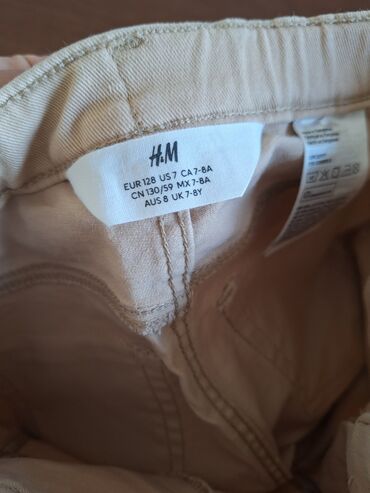 H&M
EUR 128 US 7 CA 7-8A
CN 130/59 MX 7-8A
AUS 8 UK 7-8Y